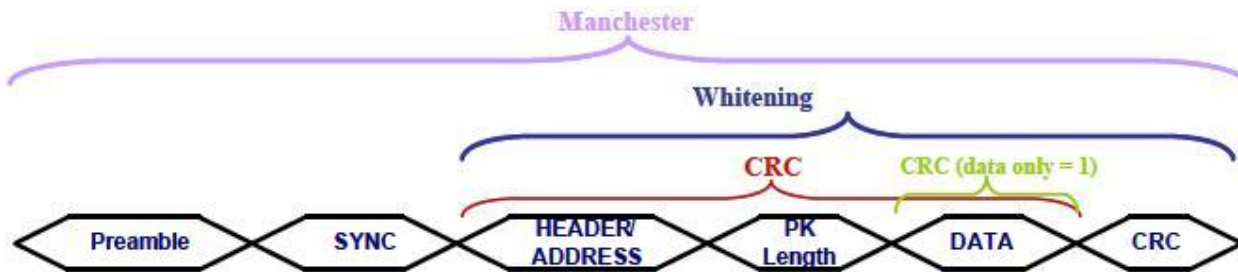 Manchester
Whitening
CRC
CRC (data only = 1)
Preamble
SYNC
HEADER/
ADDRESS
PK
Length
DATA
CRC